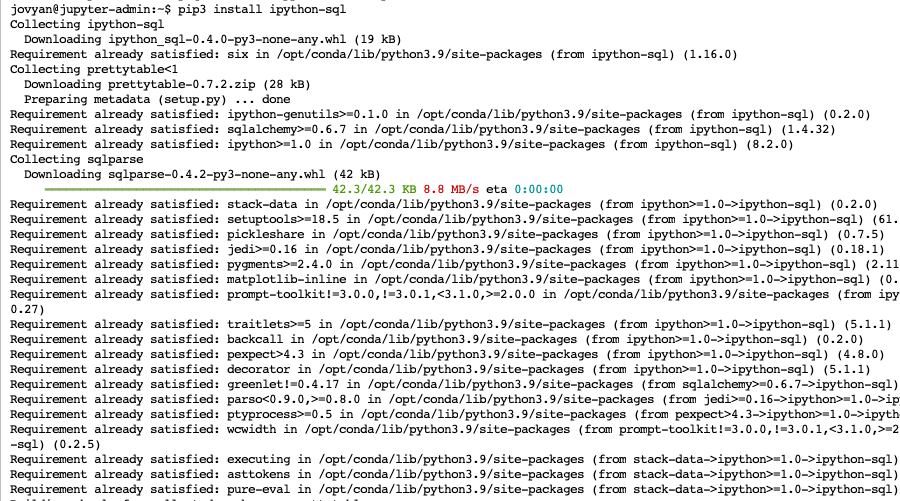 jovyan@jupyter-admin:~$ pip3 install ipython-sql
Collecting ipython-sql
  Downloading ipython_sql-0.4.0-py3-none-any.whl (19 kB)
Requirement already satisfied: six in /opt/conda/lib/python3.9/site-packages (from ipython-sql) (1.16.0)
Collecting prettytable<1
  Downloading prettytable-0.7.2.zip (28 kB)
  Preparing metadata (setup.py) ... done
Requirement already satisfied: ipython-genutils>=0.1.0 in /opt/conda/lib/python3.9/site-packages (from ipython-sql) (0.2.0)
Requirement already satisfied: sqlalchemy>=0.6.7 in /opt/conda/lib/python3.9/site-packages (from ipython-sql) (1.4.32)
Requirement already satisfied: ipython>=1.0 in /opt/conda/lib/python3.9/site-packages (from ipython-sql) (8.2.0)
Collecting sqlparse
  Downloading sqlparse-0.4.2-py3-none-any.whl (42 kB)
42.3/42.3 KB 8.8 MB/s eta 0:00:00
Requirement already satisfied: stack-data in /opt/conda/lib/python3.9/site-packages (from ipython>=1.0->ipython-sql) (0.2.0)
Requirement already satisfied: setuptools>=18.5 in /opt/conda/lib/python3.9/site-packages (from ipython>=1.0->ipython-sql) (61.
Requirement already satisfied: pickleshare in /opt/conda/lib/python3.9/site-packages (from ipython>=1.0->ipython-sql) (0.7.5)
Requirement already satisfied: jedi>=0.16 in /opt/conda/lib/python3.9/site-packages (from ipython>=1.0->ipython-sql) (0.18.1)
Requirement already satisfied: pygments>=2.4.0 in /opt/conda/lib/python3.9/site-packages (from ipython>=1.0->ipython-sql) (2.11
Requirement already satisfied: matplotlib-inline in /opt/conda/lib/python3.9/site-packages (from ipython>=1.0->ipython-sql) (0.
Requirement already satisfied: prompt-toolkit!=3.0.0,!=3.0.1,<3.1.0,>=2.0.0 in /opt/conda/lib/python3.9/site-packages (from ipy
0.27)
Requirement already satisfied: traitlets>=5 in /opt/conda/lib/python3.9/site-packages (from ipython>=1.0->ipython-sql) (5.1.1)
Requirement already satisfied: backcall in /opt/conda/lib/python3.9/site-packages (from ipython>=1.0->ipython-sql) (0.2.0)
Requirement already satisfied: pexpect>4.3 in /opt/conda/lib/python3.9/site-packages (from ipython>=1.0->ipython-sql) (4.8.0)
Requirement already satisfied: decorator in /opt/conda/lib/python3.9/site-packages (from ipython>=1.0->ipython-sql) (5.1.1)
Requirement already satisfied: greenlet!=0.4.17 in /opt/conda/lib/python3.9/site-packages (from sqlalchemy>=0.6.7->ipython-sql)
Requirement already satisfied: parso<0.9.0,>=0.8.0 in /opt/conda/lib/python3.9/site-packages (from jedi>=0.16->ipython>=1.0->ip
Requirement already satisfied: ptyprocess>=0.5 in /opt/conda/lib/python3.9/site-packages (from pexpect>4.3->ipython>=1.0->ipyth
Requirement already satisfied: wcwidth in /opt/conda/lib/python3.9/site-packages (from prompt-toolkit!=3.0.0,!=3.0.1,<3.1.0,>=2
-sql) (0.2.5)
Requirement already satisfied: executing in /opt/conda/lib/python3.9/site-packages (from stack-data->ipython>=1.0->ipython-sql)
Requirement already satisfied: asttokens in /opt/conda/lib/python3.9/site-packages (from stack-data->ipython>=1.0->ipython-sql)
Requirement already satisfied: pure-eval in /opt/conda/lib/python3.9/site-packages (from stack-data->ipython>=1.0->ipython-sql)